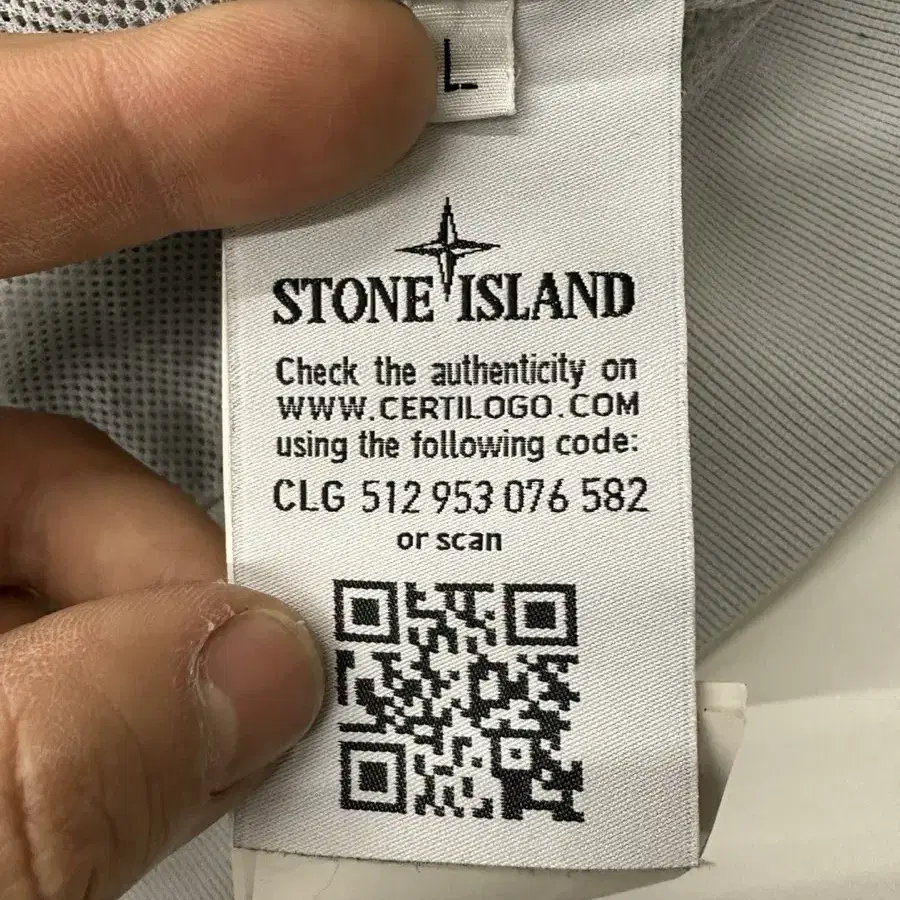 L
STONE ISLAND
Check the authenticity on
WWW.CERTILOGO.COM
using the following code:
CLG 512 953 076 582
or scan